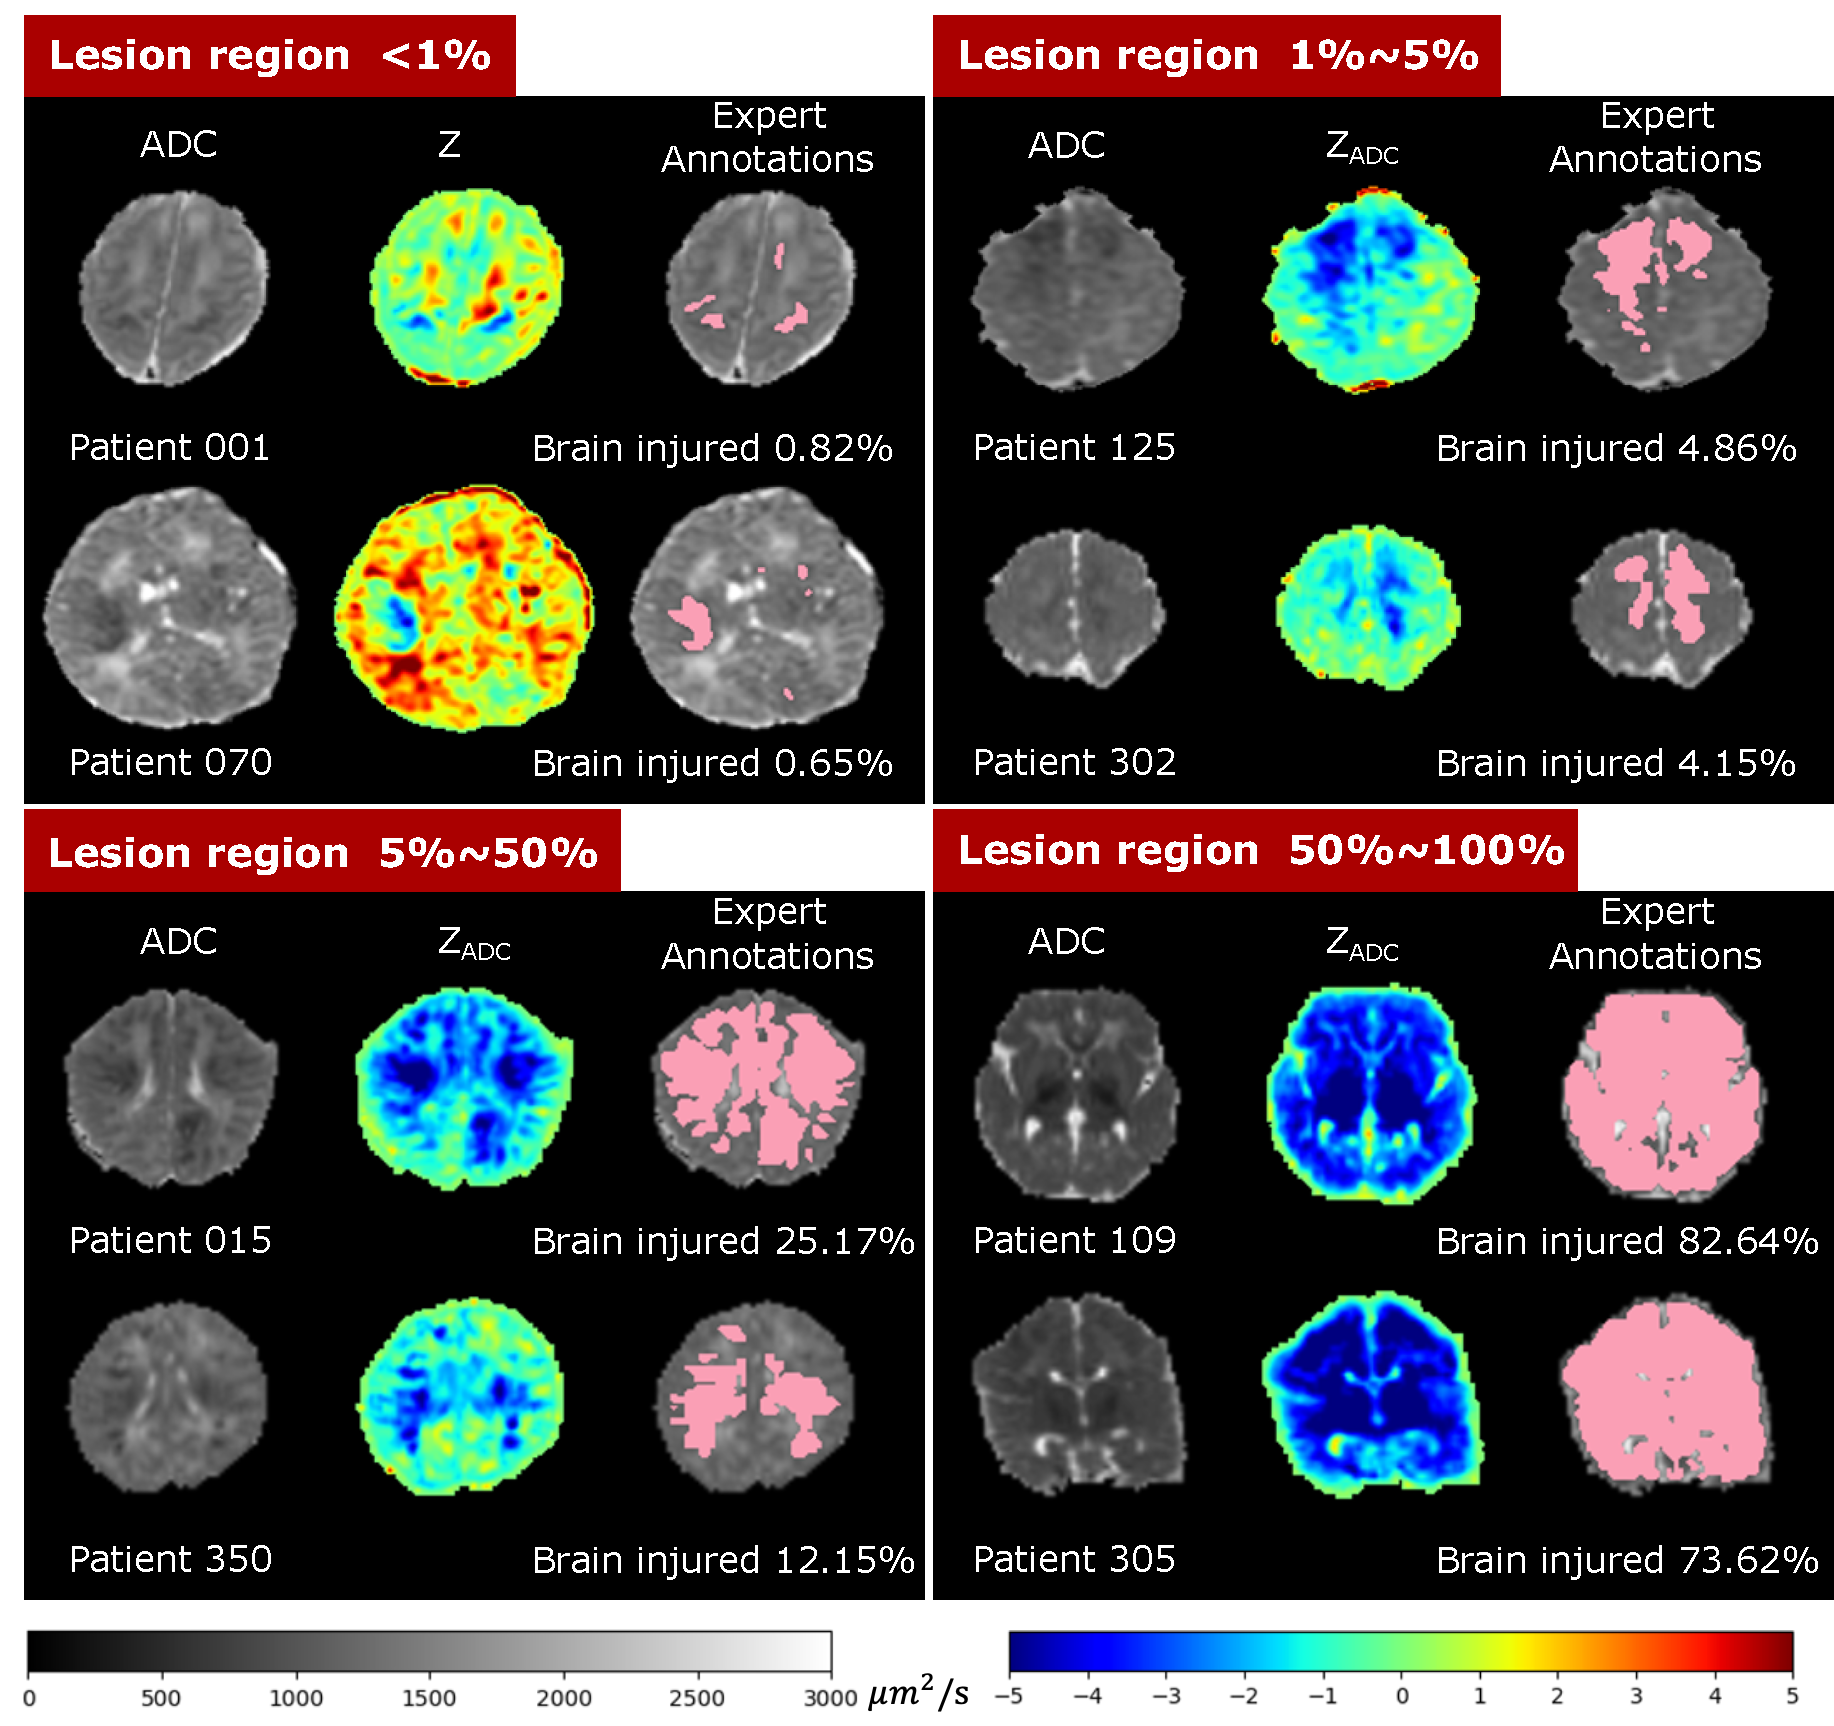 Lesion region <1%
ADC
Z
Expert
Annotations
Patient 001
Brain injured 0.82%
Patient 070
Brain injured 0.65%
Lesion region 1%~5%
ADC
Z_ADC
Expert
Annotations
Patient 125
Brain injured 4.86%
Patient 302
Brain injured 4.15%
Lesion region 5%~50%
ADC
Z_ADC
Expert
Annotations
Patient 015
Brain injured 25.17%
Patient 350
Brain injured 12.15%
Lesion region 50%~100%
ADC
Z_ADC
Expert
Annotations
Patient 109
Brain injured 82.64%
Patient 305
Brain injured 73.62%
0 500 1000 1500 2000 2500 3000 μm²/s
−5 −4 −3 −2 −1 0 1 2 3 4 5